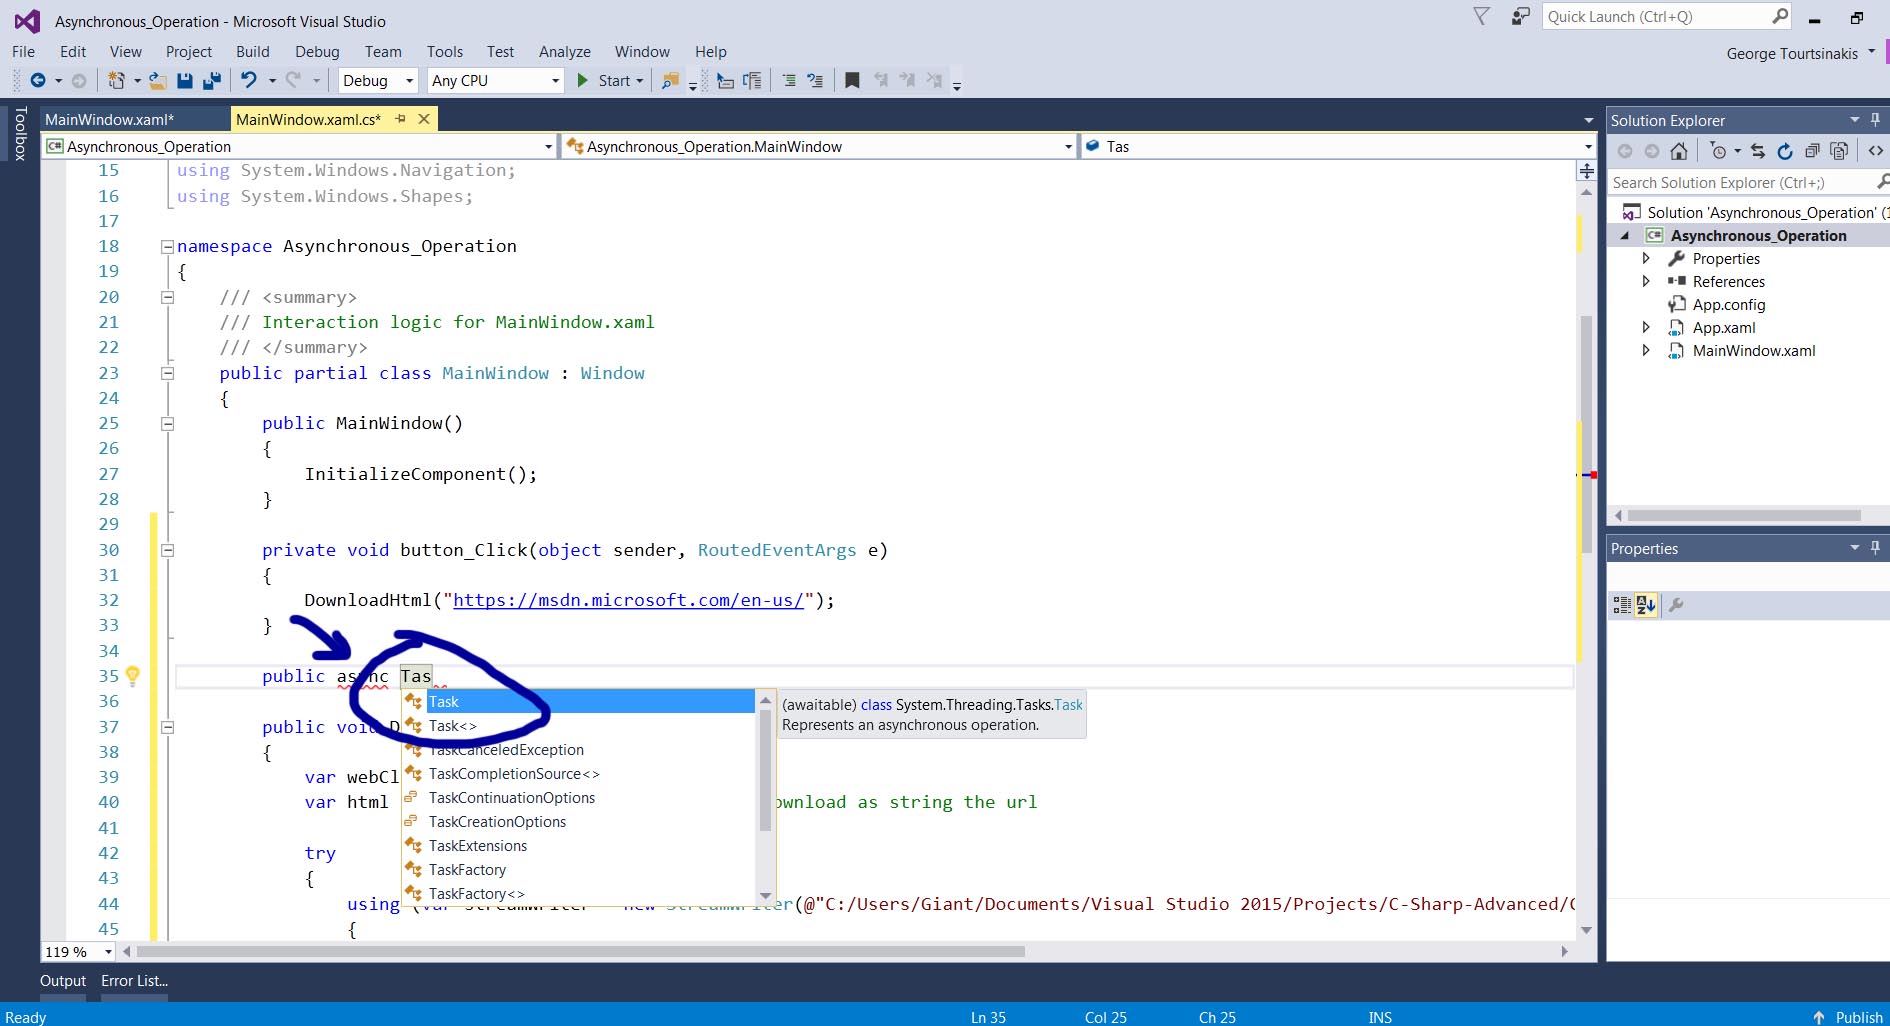 Asynchronous_Operation - Microsoft Visual Studio
Quick Launch (Ctrl+Q)
File Edit View Project Build Debug Team Tools Test Analyze Window Help
George Tourtsinakis
Debug Any CPU Start
Toolbox
MainWindow.xaml* MainWindow.xaml.cs*
Asynchronous_Operation Asynchronous_Operation.MainWindow Tas
15 using System.Windows.Navigation;
16 using System.Windows.Shapes;
17
18 namespace Asynchronous_Operation
19 {
20 /// <summary>
21 /// Interaction logic for MainWindow.xaml
22 /// </summary>
23 public partial class MainWindow : Window
24 {
25 public MainWindow()
26 {
27 InitializeComponent();
28 }
29
30 private void button_Click(object sender, RoutedEventArgs e)
31 {
32 DownloadHtml("https://msdn.microsoft.com/en-us/");
33 }
34
35 public async Tas
36
37 public void D
38 {
39 var webCl
40 var html ownload as string the url
41
42 try
43 {
44 using (var StreamWriter = new StreamWriter(@"C:/Users/Giant/Documents/Visual Studio 2015/Projects/C-Sharp-Advanced/
45 {
Task
Task<>
TaskCanceledException
TaskCompletionSource<>
TaskContinuationOptions
TaskCreationOptions
TaskExtensions
TaskFactory
TaskFactory<>
(awaitable) class System.Threading.Tasks.Task
Represents an asynchronous operation.
119 %
Output Error List...
Ready Ln 35 Col 25 Ch 25 INS Publish
Solution Explorer
Search Solution Explorer (Ctrl+;)
Solution 'Asynchronous_Operation' (1
Asynchronous_Operation
Properties
References
App.config
App.xaml
MainWindow.xaml
Properties